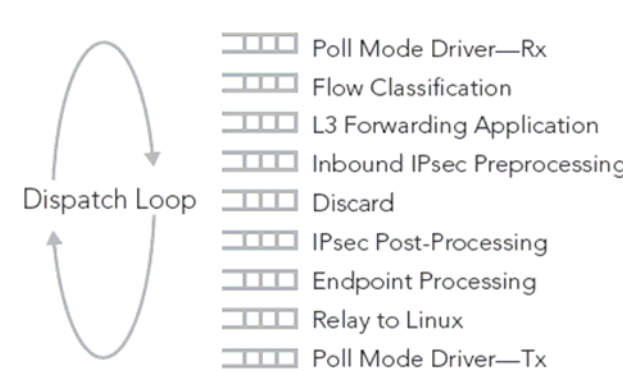 Poll Mode Driver—Rx
Flow Classification
L3 Forwarding Application
Inbound IPsec Preprocessing
Dispatch Loop
Discard
IPsec Post-Processing
Endpoint Processing
Relay to Linux
Poll Mode Driver—Tx